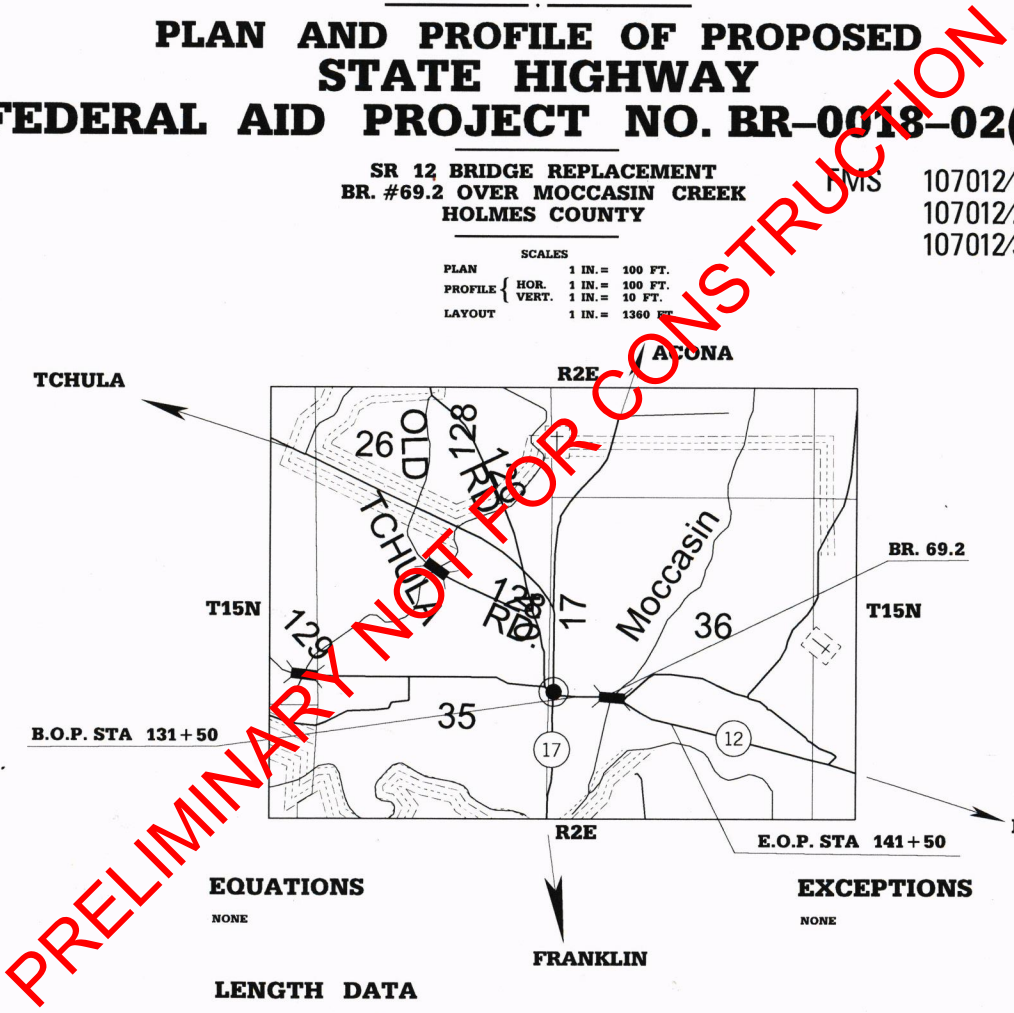 PLAN AND PROFILE OF PROPOSED
STATE HIGHWAY
FEDERAL AID PROJECT NO. BR-0018-02(
SR 12 BRIDGE REPLACEMENT
BR. #69.2 OVER MOCCASIN CREEK
HOLMES COUNTY
FMS 107012/
107012/
107012/
SCALES
PLAN 1 IN.= 100 FT.
PROFILE { HOR. 1 IN.= 100 FT.
VERT. 1 IN.= 10 FT.
LAYOUT 1 IN.= 1360 FT.
ACONA
R2E
TCHULA
26
OLD
128
RD
TCHULA
17
Moccasin
BR. 69.2
T15N
T15N
129
128
RD.
36
35
B.O.P. STA 131+50
17
12
R2E
E.O.P. STA 141+50
EQUATIONS
NONE
EXCEPTIONS
NONE
FRANKLIN
LENGTH DATA
PRELIMINARY NOT FOR CONSTRUCTION